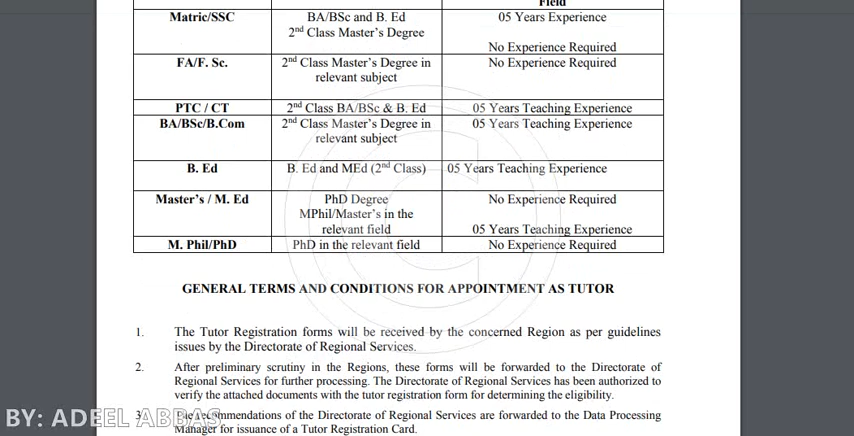 Field
Matric/SSC BA/BSc and B. Ed 05 Years Experience
2nd Class Master's Degree
No Experience Required
FA/F. Sc. 2nd Class Master's Degree in No Experience Required
relevant subject
PTC / CT 2nd Class BA/BSc & B. Ed 05 Years Teaching Experience
BA/BSc/B.Com 2nd Class Master's Degree in 05 Years Teaching Experience
relevant subject
B. Ed B. Ed and MEd (2nd Class) 05 Years Teaching Experience
Master's / M. Ed PhD Degree No Experience Required
MPhil/Master's in the
relevant field 05 Years Teaching Experience
M. Phil/PhD PhD in the relevant field No Experience Required
GENERAL TERMS AND CONDITIONS FOR APPOINTMENT AS TUTOR
1. The Tutor Registration forms will be received by the concerned Region as per guidelines
issues by the Directorate of Regional Services.
2. After preliminary scrutiny in the Regions, these forms will be forwarded to the Directorate of
Regional Services for further processing. The Directorate of Regional Services has been authorized to
verify the attached documents with the tutor registration form for determining the eligibility.
3. The recommendations of the Directorate of Regional Services are forwarded to the Data Processing
Manager for issuance of a Tutor Registration Card.
BY: ADEEL ABBAS